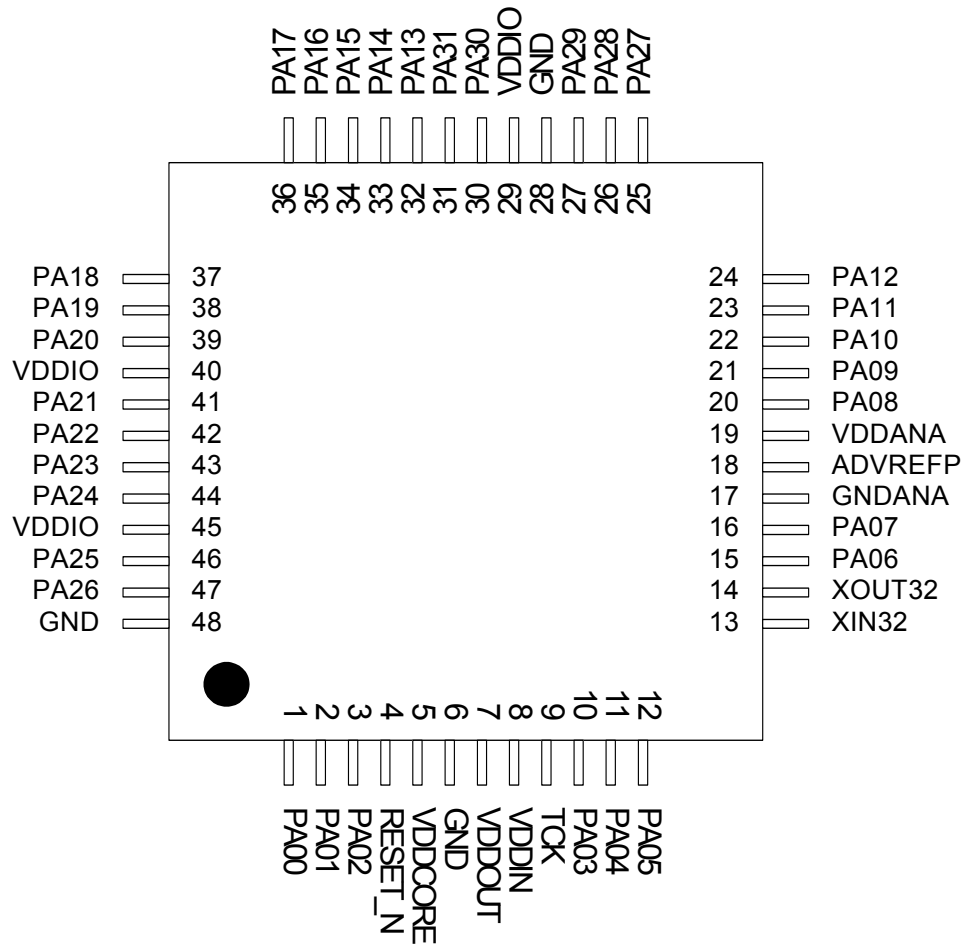 PA17 PA16 PA15 PA14 PA13 PA31 PA30 VDDIO GND PA29 PA28 PA27
36 35 34 33 32 31 30 29 28 27 26 25
PA18 37 24 PA12
PA19 38 23 PA11
PA20 39 22 PA10
VDDIO 40 21 PA09
PA21 41 20 PA08
PA22 42 19 VDDANA
PA23 43 18 ADVREFP
PA24 44 17 GNDANA
VDDIO 45 16 PA07
PA25 46 15 PA06
PA26 47 14 XOUT32
GND 48 13 XIN32
1 2 3 4 5 6 7 8 9 10 11 12
PA00 PA01 PA02 RESET_N VDDCORE GND VDDOUT VDDIN TCK PA03 PA04 PA05